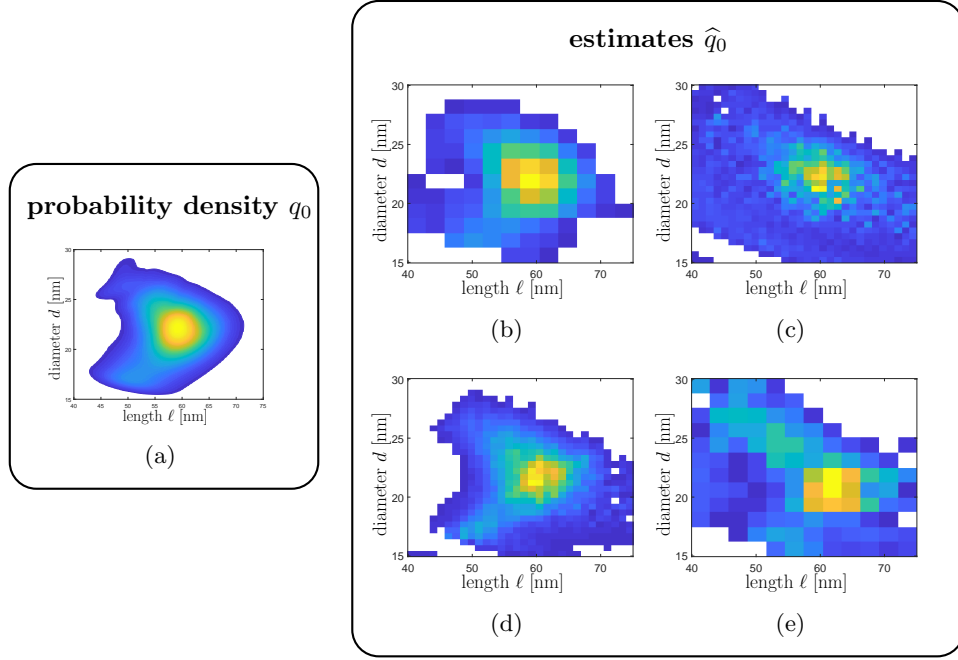 probability density q₀
30
25
20
15
40 45 50 55 60 65 70 75
diameter d [nm]
length ℓ [nm]
(a)
estimates q̂₀
30
25
20
15
40 50 60 70
diameter d [nm]
length ℓ [nm]
(b)
30
25
20
15
40 50 60 70
diameter d [nm]
length ℓ [nm]
(c)
30
25
20
15
40 50 60 70
diameter d [nm]
length ℓ [nm]
(d)
30
25
20
15
40 50 60 70
diameter d [nm]
length ℓ [nm]
(e)